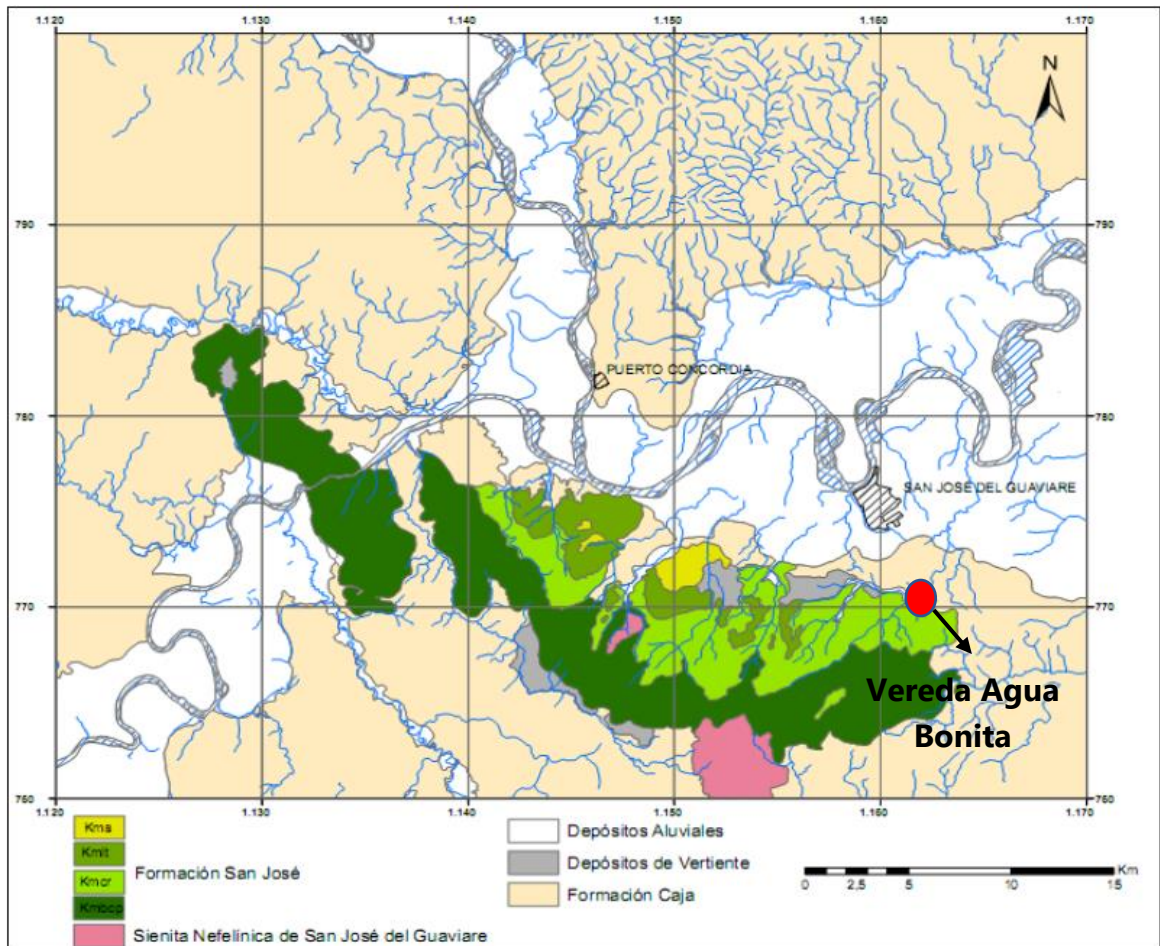 1.120 1.130 1.140 1.150 1.160 1.170
N
790 790
PUERTO CONCORDIA
780 780
SAN JOSÉ DEL GUAVIARE
770 770
Vereda Agua
Bonita
760 760
1.120 1.130 1.140 1.150 1.160 1.170
Kms
Kmlt
Kmcr
Kmbcp
Formación San José
Sienita Nefelínica de San José del Guaviare
Depósitos Aluviales
Depósitos de Vertiente
Formación Caja
Km
0 2,5 5 10 15